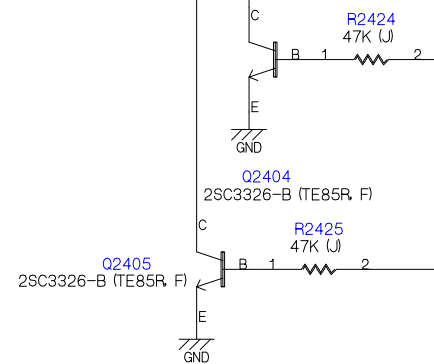 C
R2424
47K (J)
B 1 2
E
GND
Q2404
2SC3326-B (TE85R, F)
C
R2425
47K (J)
Q2405
B 1 2
2SC3326-B (TE85R, F)
E
GND